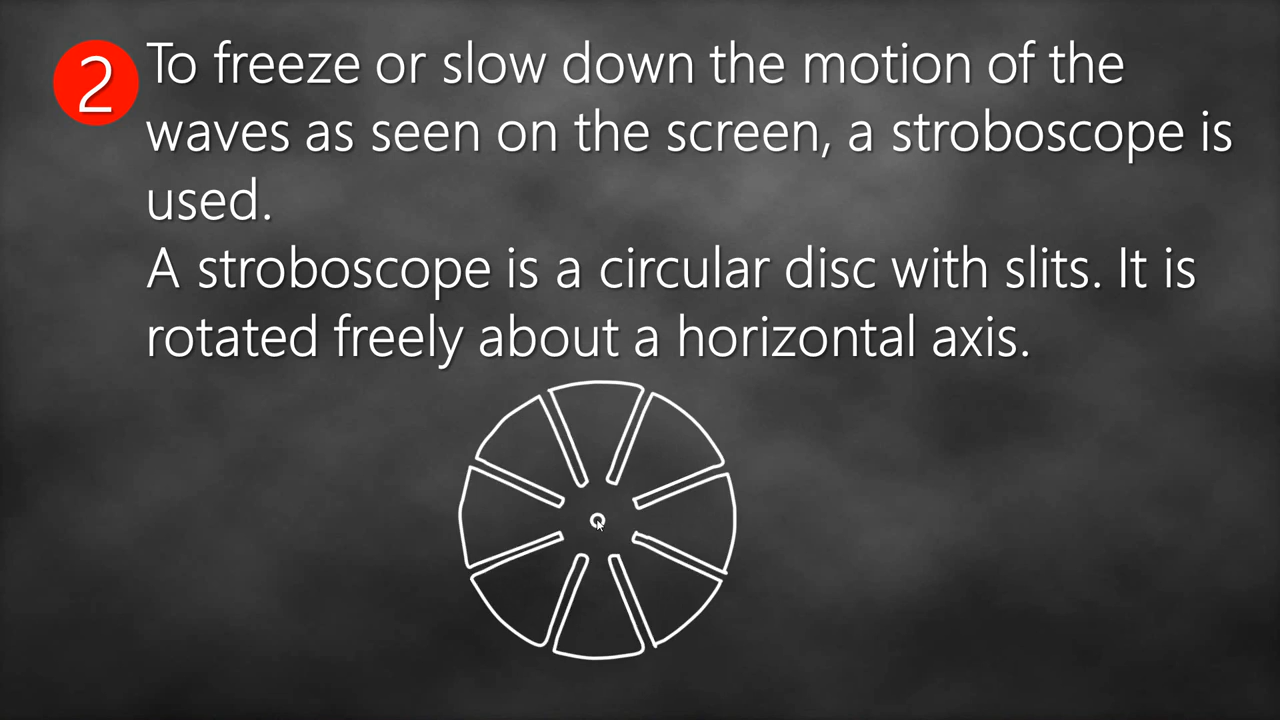 2 To freeze or slow down the motion of the
waves as seen on the screen, a stroboscope is
used.
A stroboscope is a circular disc with slits. It is
rotated freely about a horizontal axis.